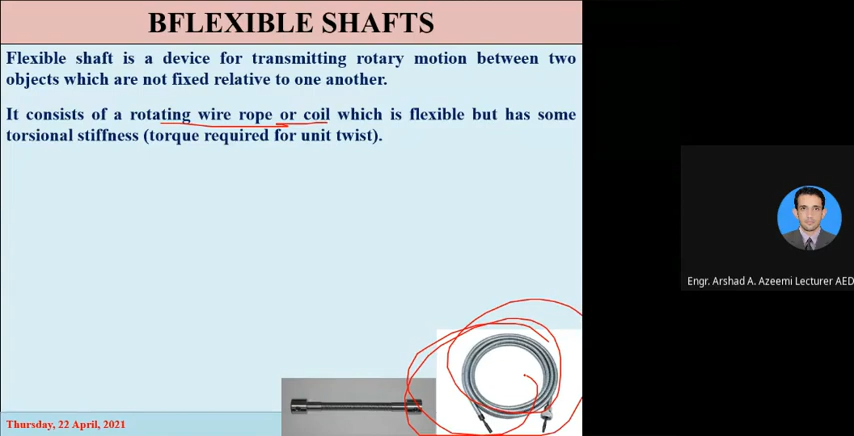 BFLEXIBLE SHAFTS
Flexible shaft is a device for transmitting rotary motion between two
objects which are not fixed relative to one another.
It consists of a rotating wire rope or coil which is flexible but has some
torsional stiffness (torque required for unit twist).
Engr. Arshad A. Azeemi Lecturer AED
Thursday, 22 April, 2021